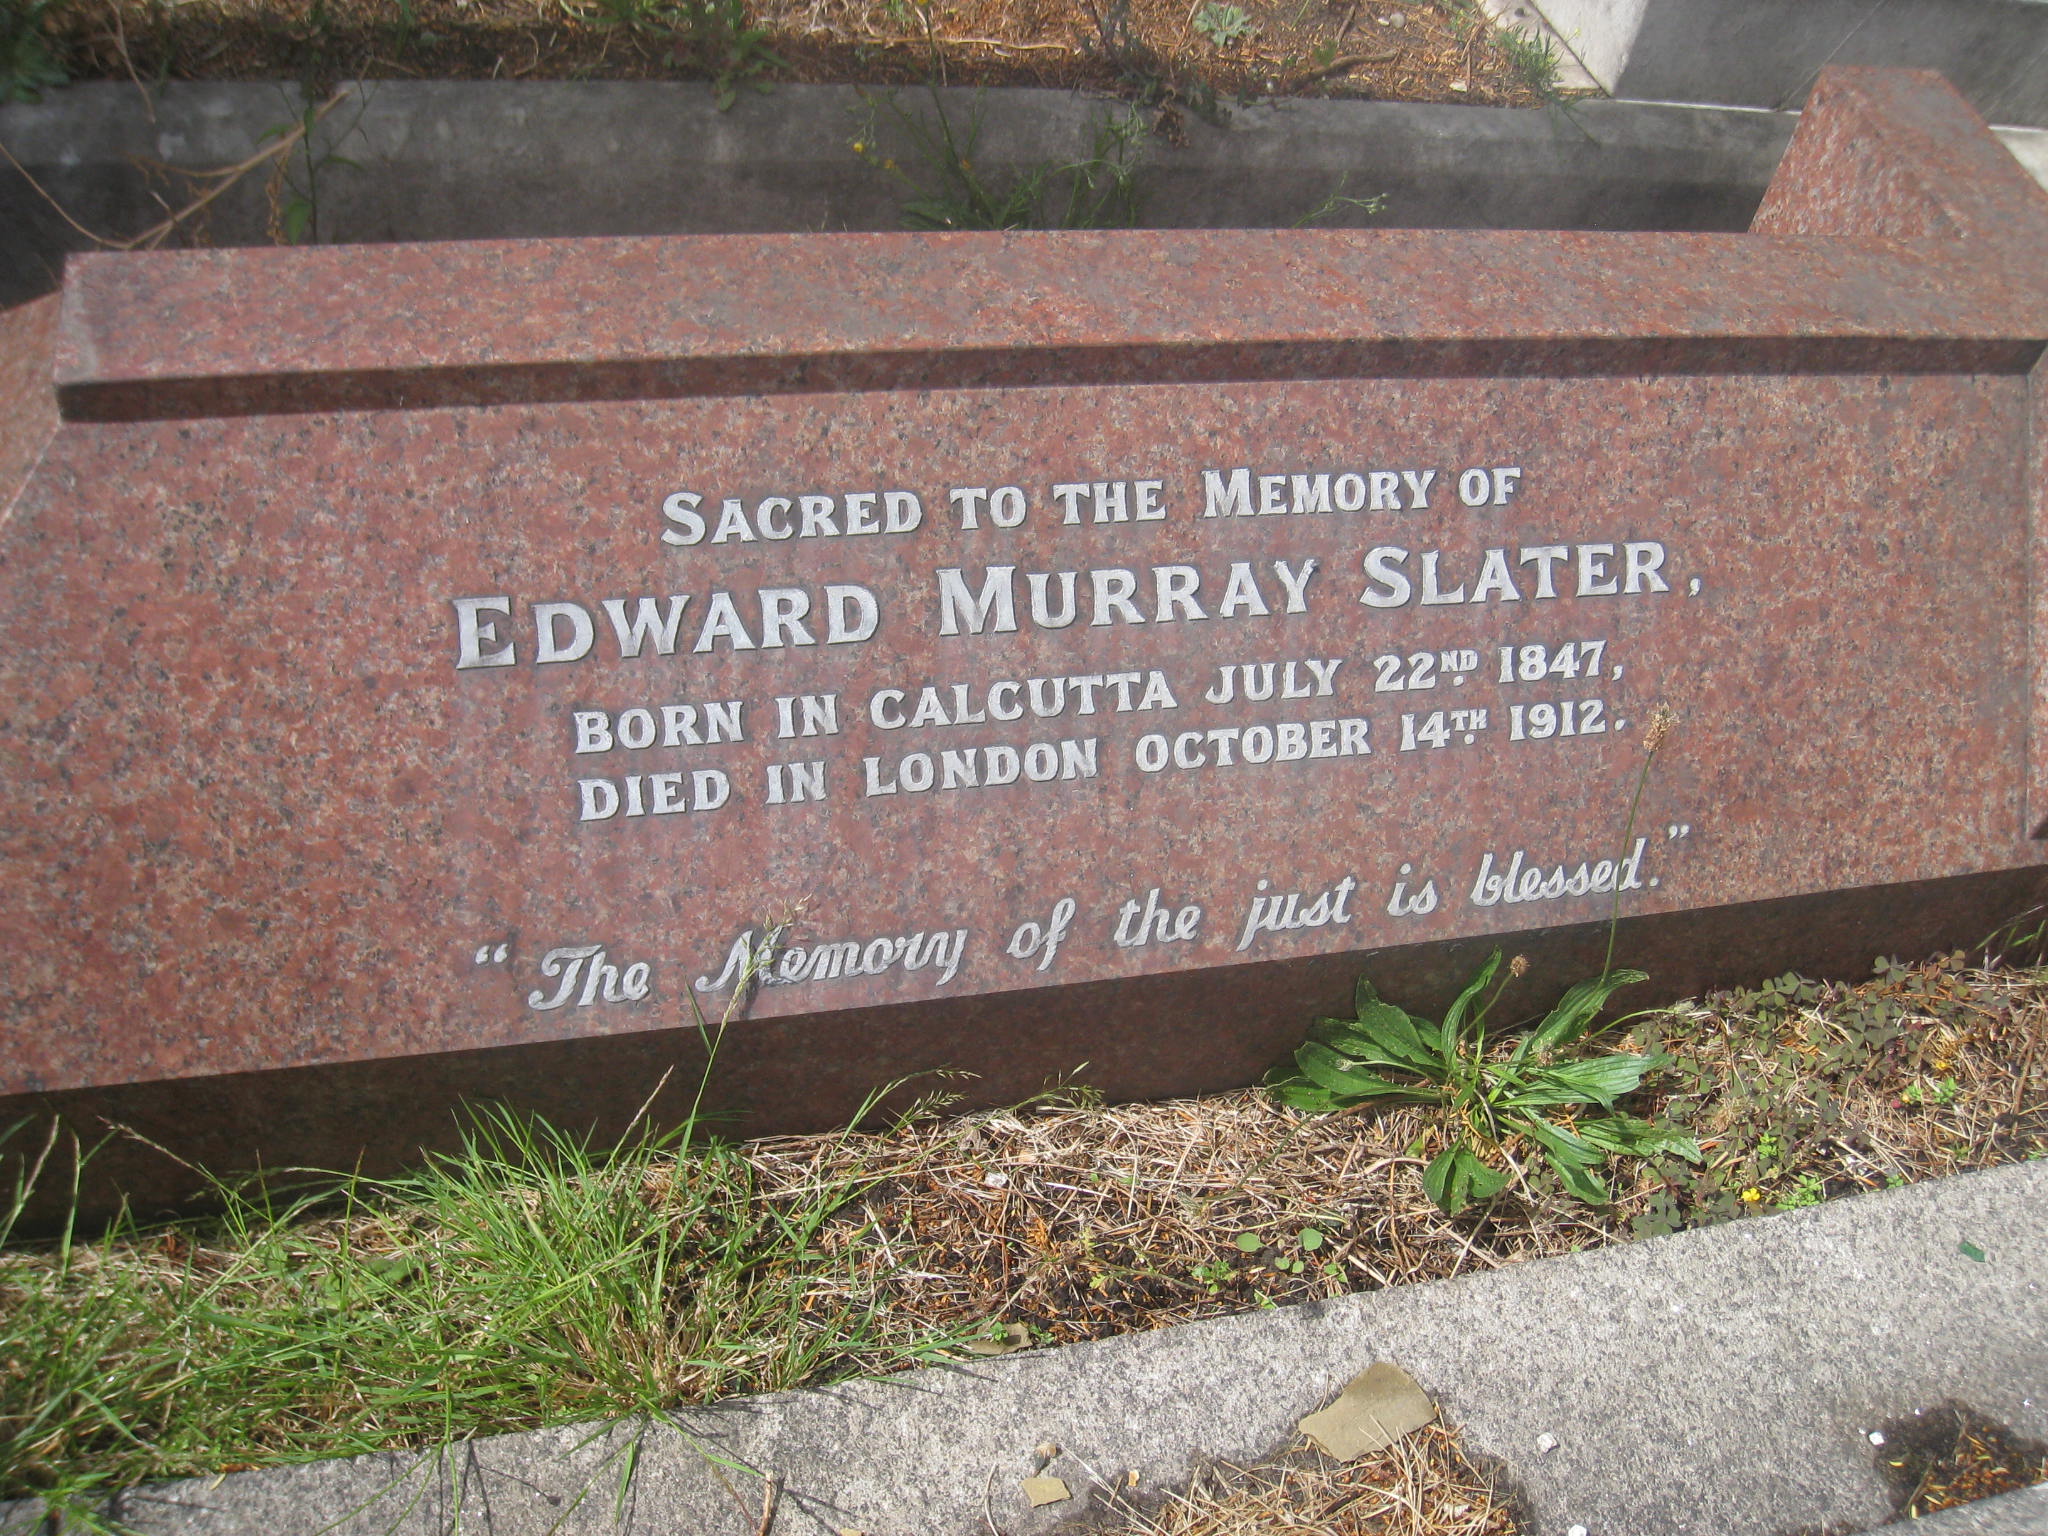 SACRED TO THE MEMORY OF
EDWARD MURRAY SLATER,
BORN IN CALCUTTA JULY 22ND. 1847,
DIED IN LONDON OCTOBER 14TH. 1912.
“The Memory of the just is blessed.”